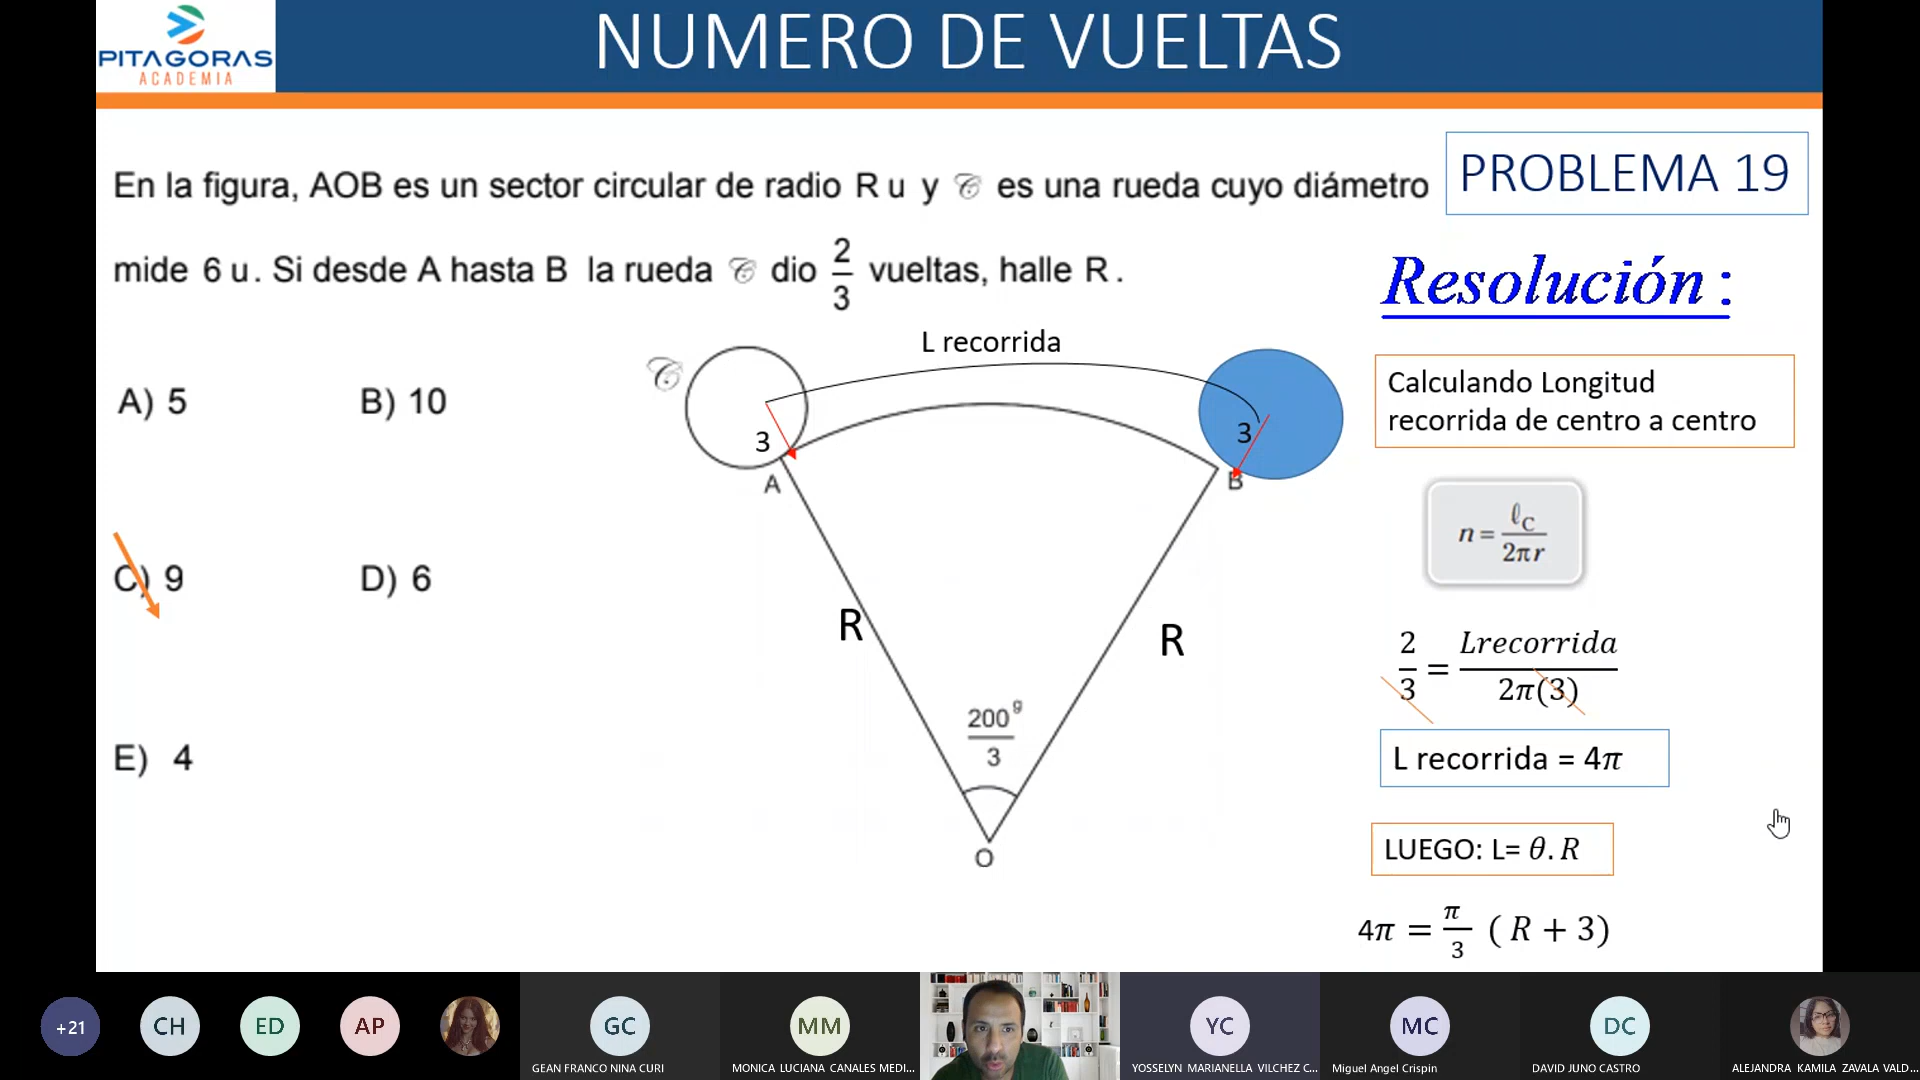 PITAGORAS
ACADEMIA
NUMERO DE VUELTAS
PROBLEMA 19
En la figura, AOB es un sector circular de radio R u y 𝒞 es una rueda cuyo diámetro
mide 6 u. Si desde A hasta B la rueda 𝒞 dio 2/3 vueltas, halle R.
A) 5
B) 10
C) 9
D) 6
E) 4
𝒞
L recorrida
3
3
A
B
R
R
200^g/3
O
Resolución :
Calculando Longitud
recorrida de centro a centro
n = ℓ_C/2πr
2/3 = Lrecorrida/2π(3)
L recorrida = 4π
LUEGO: L= θ. R
4π = π/3 ( R + 3)
+21
CH
ED
AP
GC
GEAN FRANCO NINA CURI
MM
MONICA LUCIANA CANALES MEDI...
YC
YOSSELYN MARIANELLA VILCHEZ C...
MC
Miguel Angel Crispin
DC
DAVID JUNO CASTRO
ALEJANDRA KAMILA ZAVALA VALD...